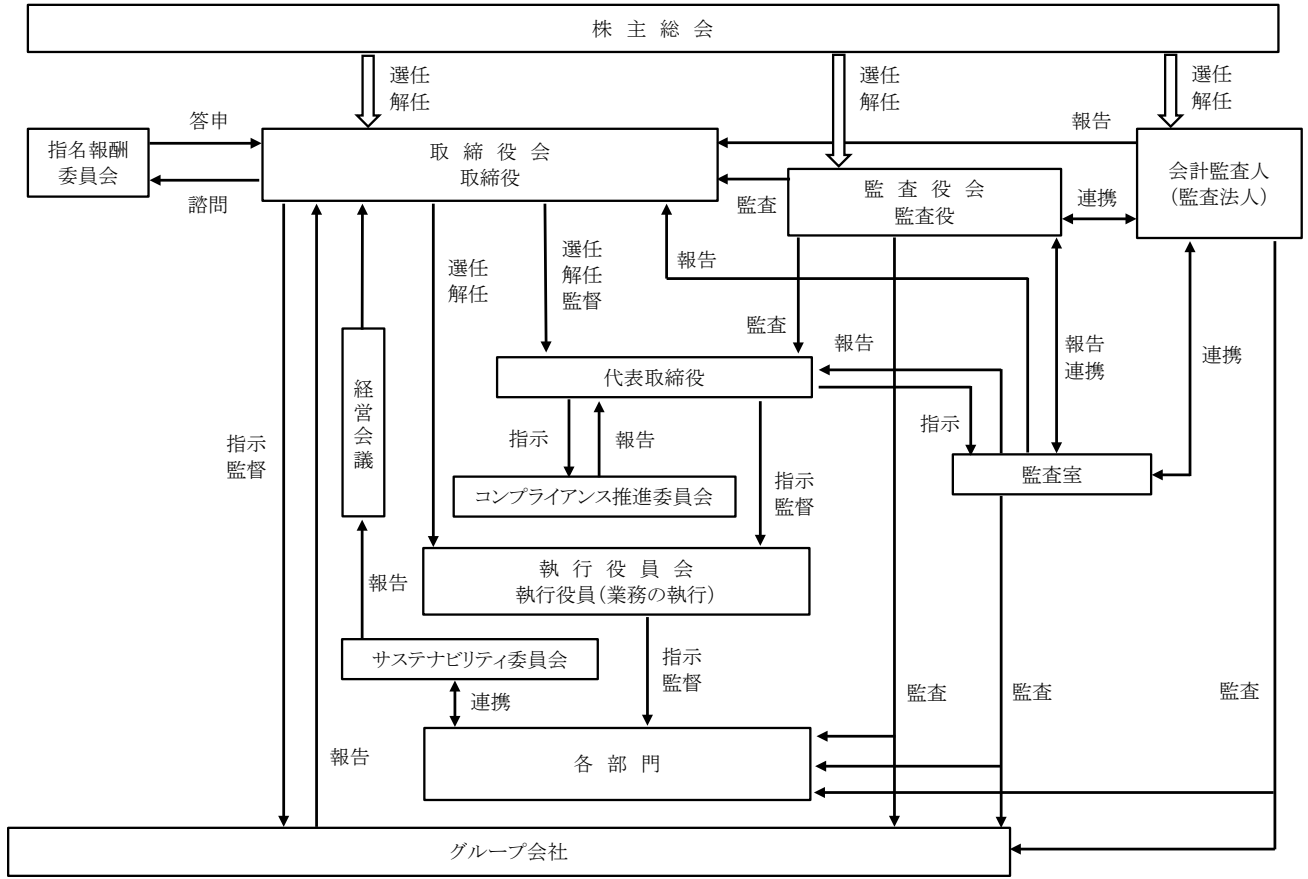 株 主 総 会
選任
解任
選任
解任
選任
解任
答申
報告
指名報酬
委員会
取 締 役 会
取締役
会計監査人
（監査法人）
諮問
監査
監 査 役 会
監査役
連携
選任
解任
選任
解任
監督
報告
監査
報告
報告
連携
連携
代表取締役
経営会議
指示
監督
指示
報告
指示
監査室
コンプライアンス推進委員会
指示
監督
執 行 役 員 会
執行役員（業務の執行）
報告
サステナビリティ委員会
指示
監督
連携
監査
監査
監査
報告
各 部 門
グループ会社